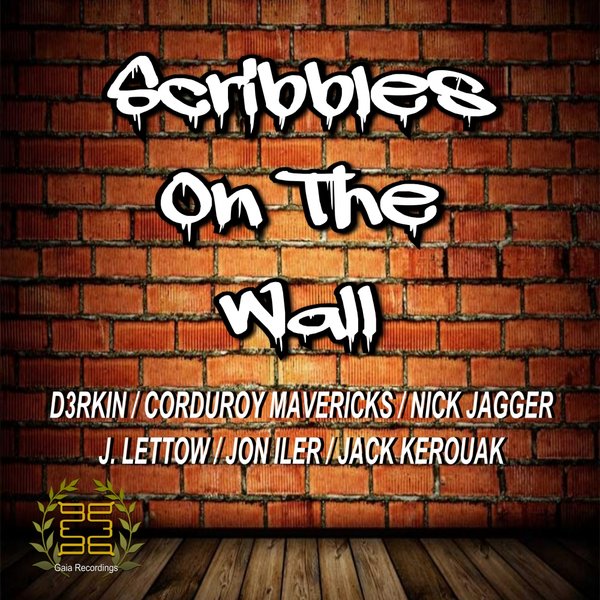 Scribbles
On The
Wall
D3RKIN / CORDUROY MAVERICKS / NICK JAGGER
J. LETTOW / JON ILER / JACK KEROUAK
Gaia Recordings